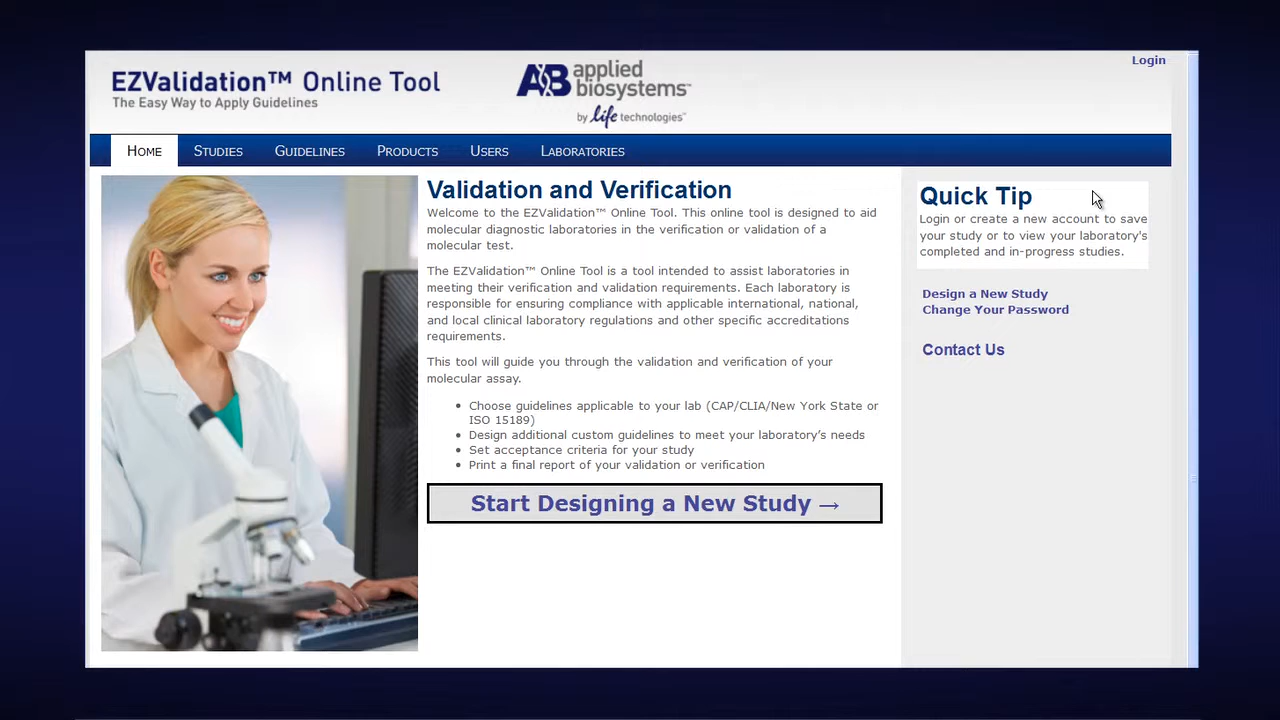 Login
EZValidation™ Online Tool
The Easy Way to Apply Guidelines
AB applied biosystems™
by life technologies™
Home Studies Guidelines Products Users Laboratories
Validation and Verification
Welcome to the EZValidation™ Online Tool. This online tool is designed to aid
molecular diagnostic laboratories in the verification or validation of a
molecular test.
The EZValidation™ Online Tool is a tool intended to assist laboratories in
meeting their verification and validation requirements. Each laboratory is
responsible for ensuring compliance with applicable international, national,
and local clinical laboratory regulations and other specific accreditations
requirements.
This tool will guide you through the validation and verification of your
molecular assay.
• Choose guidelines applicable to your lab (CAP/CLIA/New York State or
ISO 15189)
• Design additional custom guidelines to meet your laboratory's needs
• Set acceptance criteria for your study
• Print a final report of your validation or verification
Start Designing a New Study →
Quick Tip
Login or create a new account to save
your study or to view your laboratory's
completed and in-progress studies.
Design a New Study
Change Your Password
Contact Us